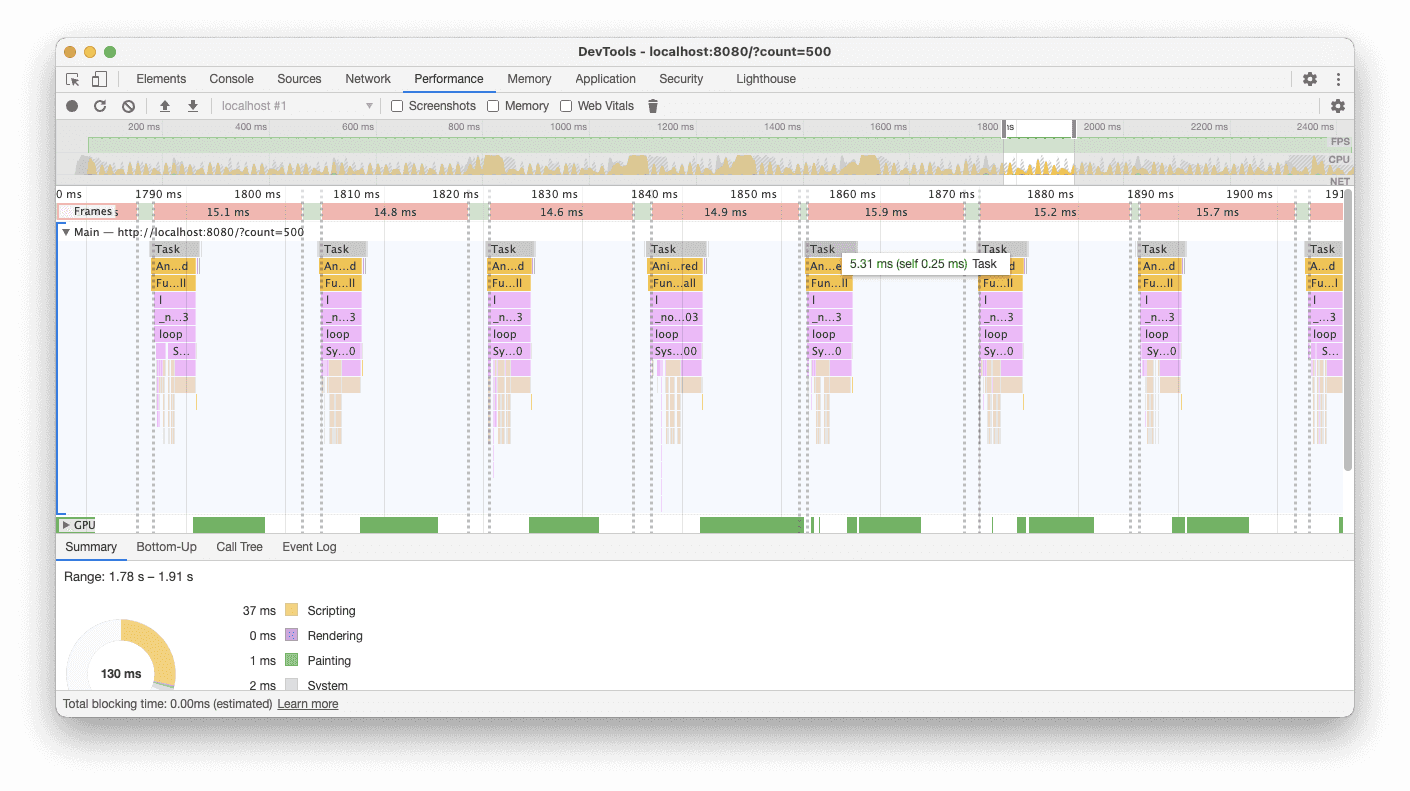 DevTools - localhost:8080/?count=500
Elements Console Sources Network Performance Memory Application Security Lighthouse
localhost #1 Screenshots Memory Web Vitals
200 ms 400 ms 600 ms 800 ms 1000 ms 1200 ms 1400 ms 1600 ms 1800 ms 2000 ms 2200 ms 2400 ms
FPS
CPU
NET
0 ms 1790 ms 1800 ms 1810 ms 1820 ms 1830 ms 1840 ms 1850 ms 1860 ms 1870 ms 1880 ms 1890 ms 1900 ms 191
Frames s 15.1 ms 14.8 ms 14.6 ms 14.9 ms 15.9 ms 15.2 ms 15.7 ms
Main — http://localhost:8080/?count=500
Task Task Task Task Task Task Task Task
An…d An…d An…d Ani…red An…e d An…d A…d
5.31 ms (self 0.25 ms) Task
Fu…ll Fu…ll Fu…ll Fun…all Fun…ll Fu…ll Fu…ll Fu…l
l l l l l l l l
_n…3 _n…3 _n…3 _no…03 _n…3 _n…3 _n…3 _…3
loop loop loop loop loop loop loop loop
S… Sy…0 Sy…0 Sys…00 Sy…0 Sy…0 Sy…0 S…
GPU
Summary Bottom-Up Call Tree Event Log
Range: 1.78 s – 1.91 s
37 ms Scripting
0 ms Rendering
1 ms Painting
130 ms
2 ms System
Total blocking time: 0.00ms (estimated) Learn more